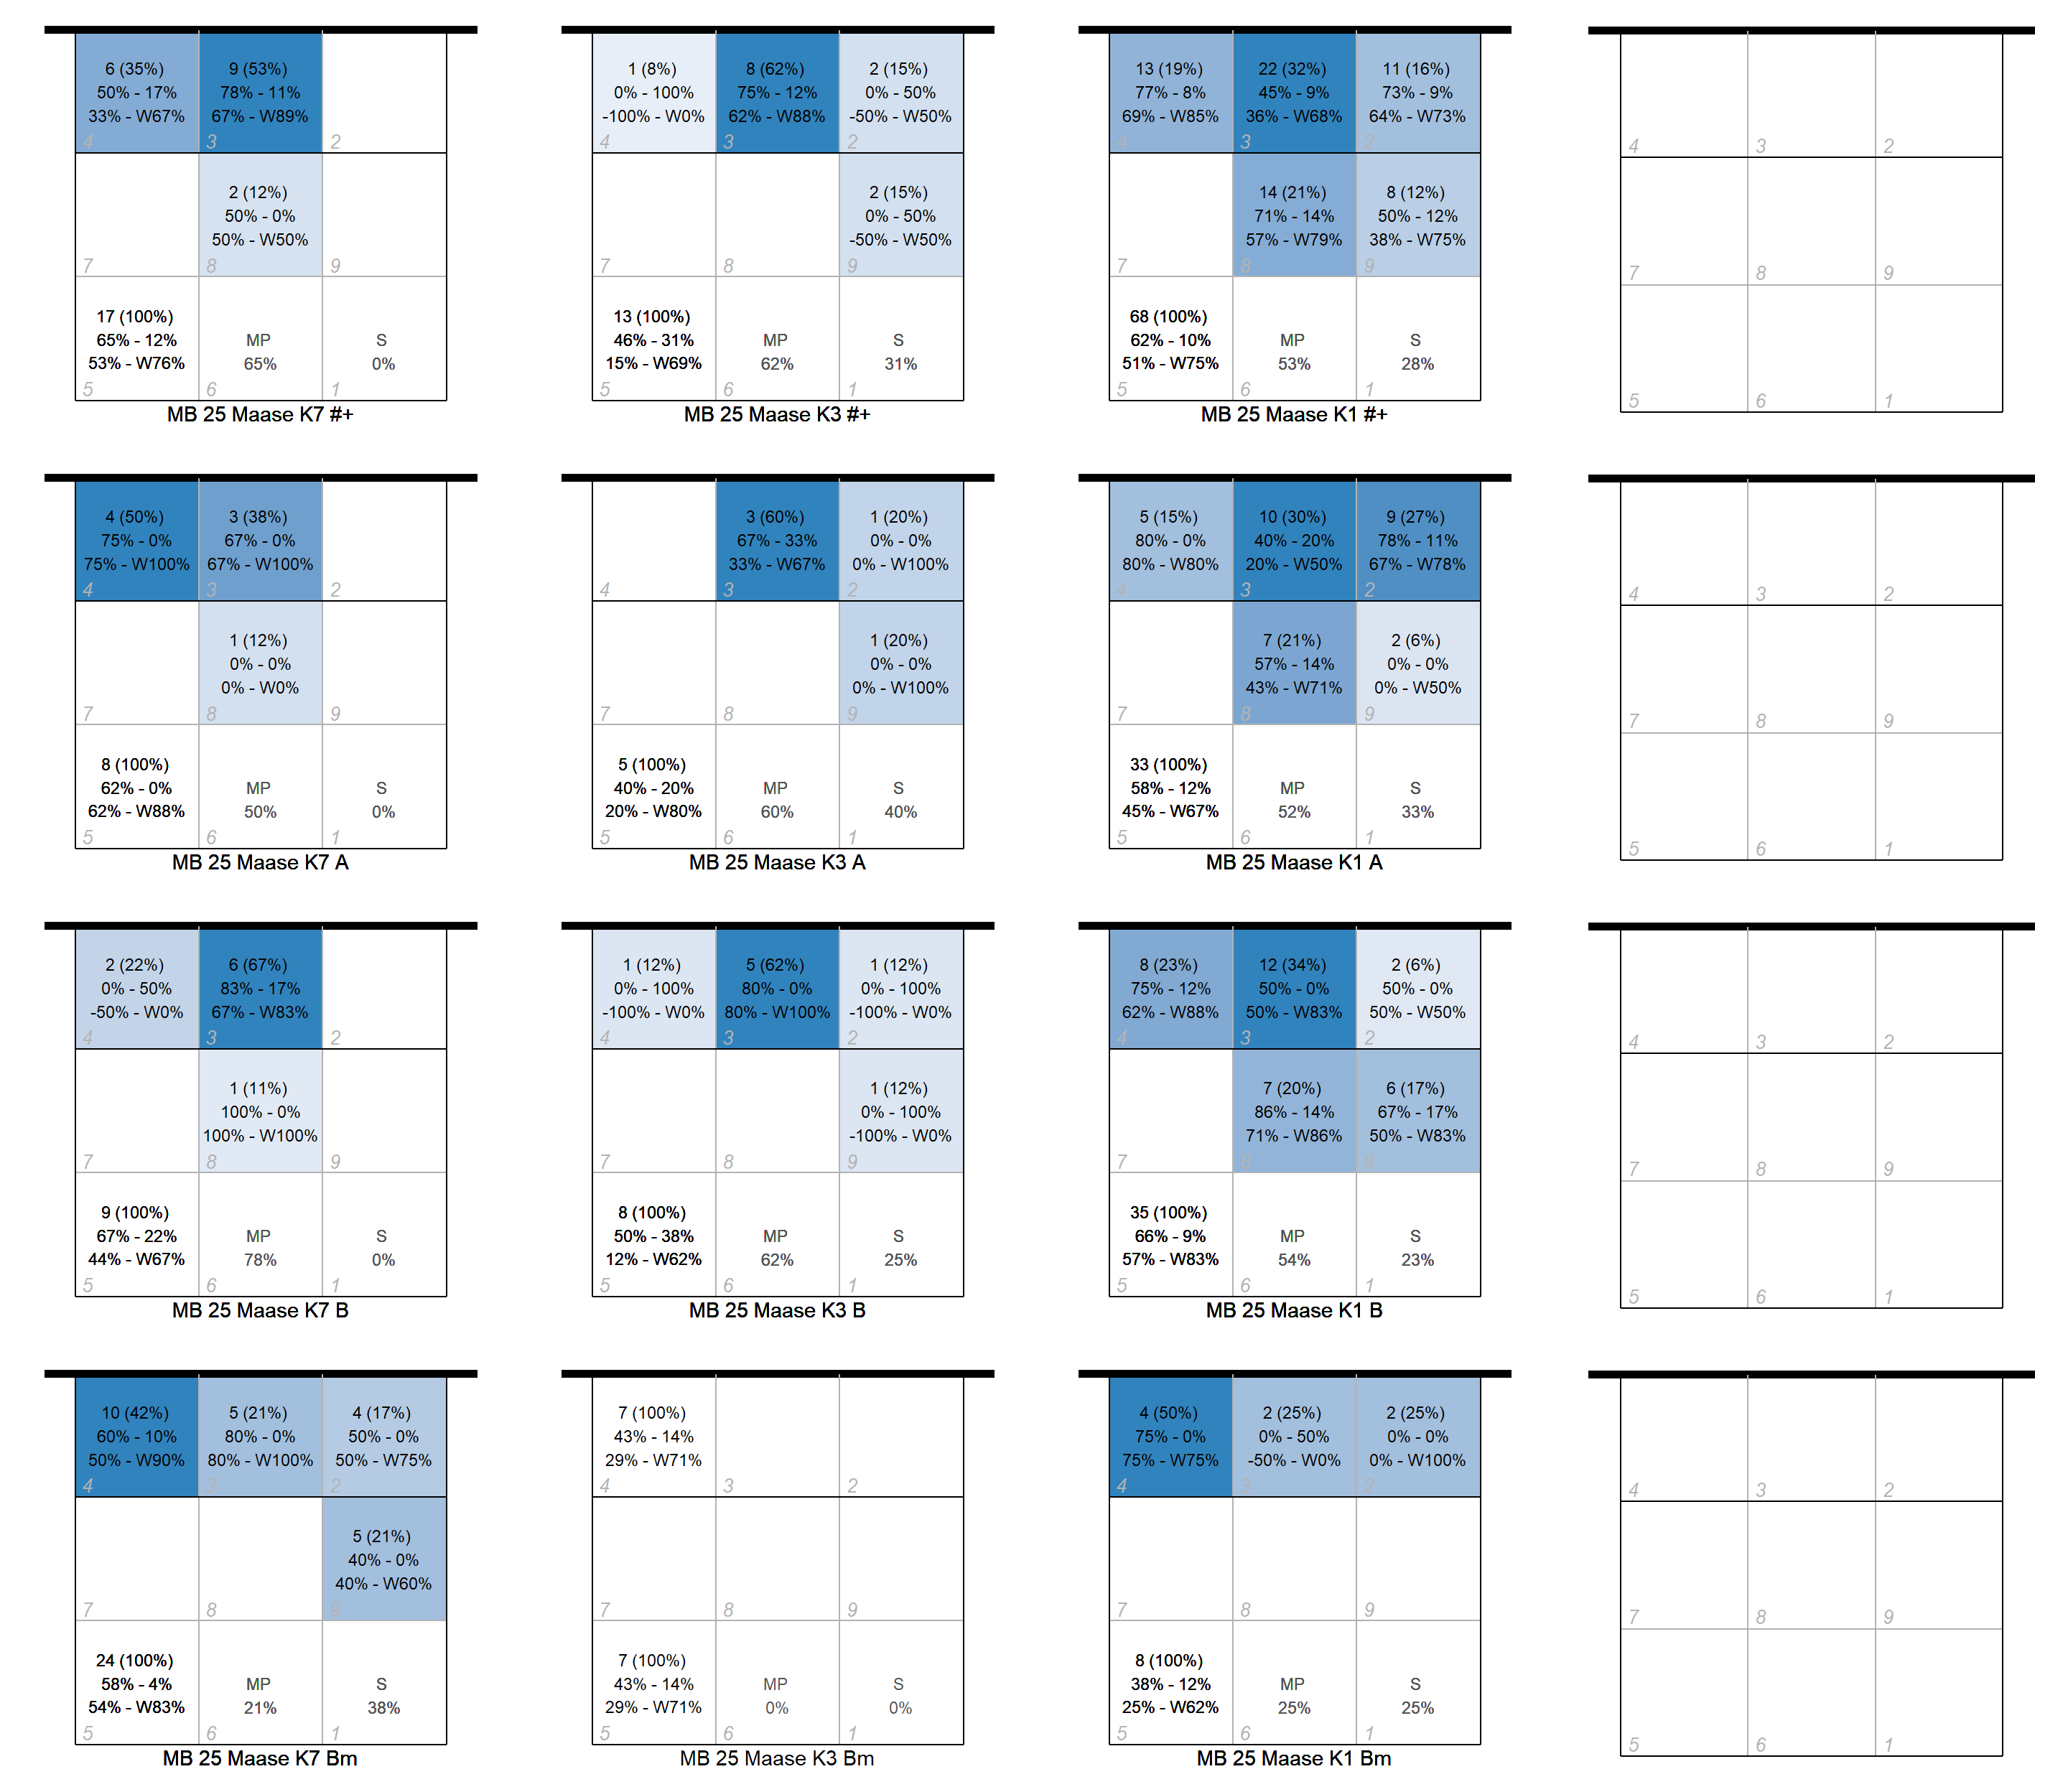 6 (35%)
50% - 17%
33% - W67%
4
9 (53%)
78% - 11%
67% - W89%
3
2
7
2 (12%)
50% - 0%
50% - W50%
8
9
17 (100%)
65% - 12%
53% - W76%
5
MP
65%
6
S
0%
1
MB 25 Maase K7 #+
1 (8%)
0% - 100%
-100% - W0%
4
8 (62%)
75% - 12%
62% - W88%
3
2 (15%)
0% - 50%
-50% - W50%
2
7
8
2 (15%)
0% - 50%
-50% - W50%
9
13 (100%)
46% - 31%
15% - W69%
5
MP
62%
6
S
31%
1
MB 25 Maase K3 #+
13 (19%)
77% - 8%
69% - W85%
4
22 (32%)
45% - 9%
36% - W68%
3
11 (16%)
73% - 9%
64% - W73%
2
7
14 (21%)
71% - 14%
57% - W79%
8
8 (12%)
50% - 12%
38% - W75%
9
68 (100%)
62% - 10%
51% - W75%
5
MP
53%
6
S
28%
1
MB 25 Maase K1 #+
4
3
2
7
8
9
5
6
1
4 (50%)
75% - 0%
75% - W100%
4
3 (38%)
67% - 0%
67% - W100%
3
2
7
1 (12%)
0% - 0%
0% - W0%
8
9
8 (100%)
62% - 0%
62% - W88%
5
MP
50%
6
S
0%
1
MB 25 Maase K7 A
4
3 (60%)
67% - 33%
33% - W67%
3
1 (20%)
0% - 0%
0% - W100%
2
7
8
1 (20%)
0% - 0%
0% - W100%
9
5 (100%)
40% - 20%
20% - W80%
5
MP
60%
6
S
40%
1
MB 25 Maase K3 A
5 (15%)
80% - 0%
80% - W80%
4
10 (30%)
40% - 20%
20% - W50%
3
9 (27%)
78% - 11%
67% - W78%
2
7
7 (21%)
57% - 14%
43% - W71%
8
2 (6%)
0% - 0%
0% - W50%
9
33 (100%)
58% - 12%
45% - W67%
5
MP
52%
6
S
33%
1
MB 25 Maase K1 A
4
3
2
7
8
9
5
6
1
2 (22%)
0% - 50%
-50% - W0%
4
6 (67%)
83% - 17%
67% - W83%
3
2
7
1 (11%)
100% - 0%
100% - W100%
8
9
9 (100%)
67% - 22%
44% - W67%
5
MP
78%
6
S
0%
1
MB 25 Maase K7 B
1 (12%)
0% - 100%
-100% - W0%
4
5 (62%)
80% - 0%
80% - W100%
3
1 (12%)
0% - 100%
-100% - W0%
2
7
8
1 (12%)
0% - 100%
-100% - W0%
9
8 (100%)
50% - 38%
12% - W62%
5
MP
62%
6
S
25%
1
MB 25 Maase K3 B
8 (23%)
75% - 12%
62% - W88%
4
12 (34%)
50% - 0%
50% - W83%
3
2 (6%)
50% - 0%
50% - W50%
2
7
7 (20%)
86% - 14%
71% - W86%
8
6 (17%)
67% - 17%
50% - W83%
9
35 (100%)
66% - 9%
57% - W83%
5
MP
54%
6
S
23%
1
MB 25 Maase K1 B
4
3
2
7
8
9
5
6
1
10 (42%)
60% - 10%
50% - W90%
4
5 (21%)
80% - 0%
80% - W100%
3
4 (17%)
50% - 0%
50% - W75%
2
7
8
5 (21%)
40% - 0%
40% - W60%
9
24 (100%)
58% - 4%
54% - W83%
5
MP
21%
6
S
38%
1
MB 25 Maase K7 Bm
7 (100%)
43% - 14%
29% - W71%
4
3
2
7
8
9
7 (100%)
43% - 14%
29% - W71%
5
MP
0%
6
S
0%
1
MB 25 Maase K3 Bm
4 (50%)
75% - 0%
75% - W75%
4
2 (25%)
0% - 50%
-50% - W0%
3
2 (25%)
0% - 0%
0% - W100%
2
7
8
9
8 (100%)
38% - 12%
25% - W62%
5
MP
25%
6
S
25%
1
MB 25 Maase K1 Bm
4
3
2
7
8
9
5
6
1